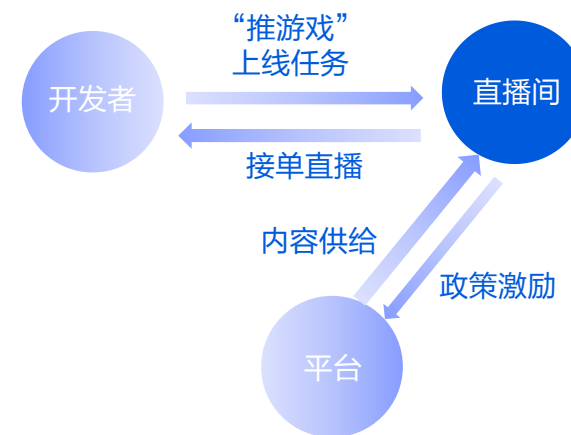 “推游戏”
上线任务
开发者
直播间
接单直播
内容供给
政策激励
平台